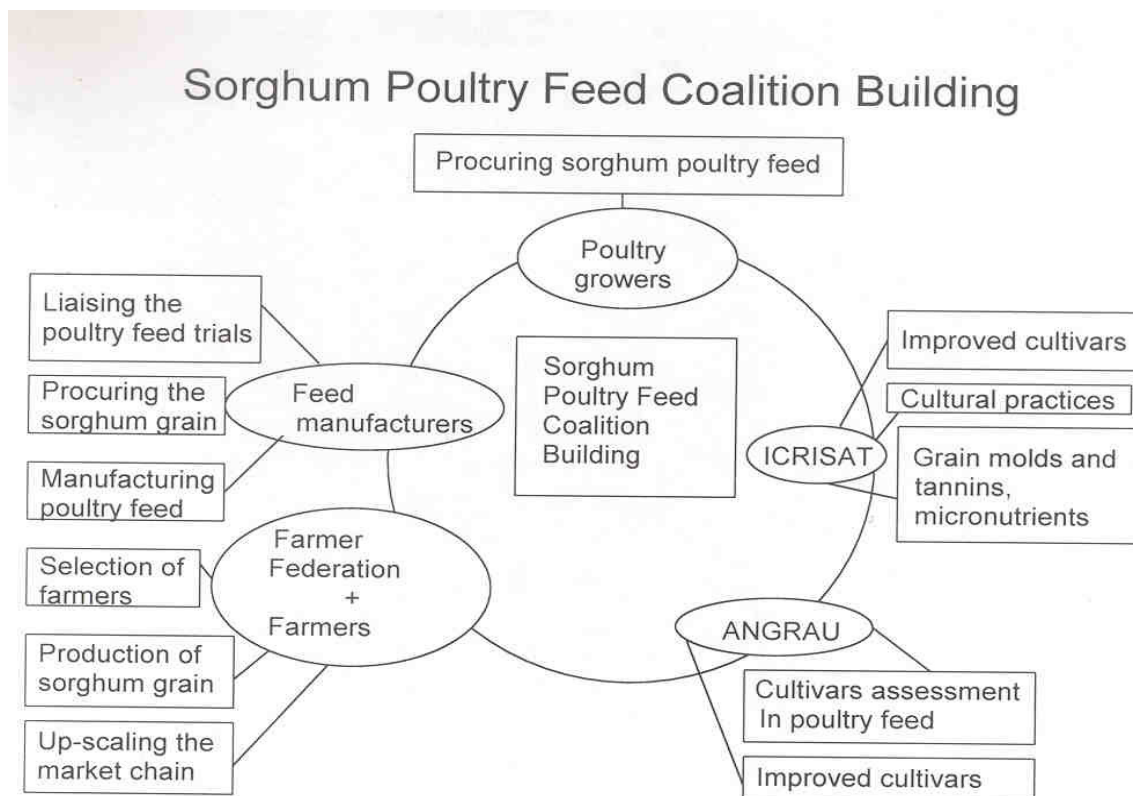 Sorghum Poultry Feed Coalition Building
Procuring sorghum poultry feed
Poultry
growers
Liaising the
poultry feed trials
Procuring the
sorghum grain
Manufacturing
poultry feed
Feed
manufacturers
Sorghum
Poultry Feed
Coalition
Building
Improved cultivars
Cultural practices
ICRISAT
Grain molds and
tannins,
micronutrients
Selection of
farmers
Production of
sorghum grain
Up-scaling the
market chain
Farmer
Federation
+
Farmers
ANGRAU
Cultivars assessment
In poultry feed
Improved cultivars